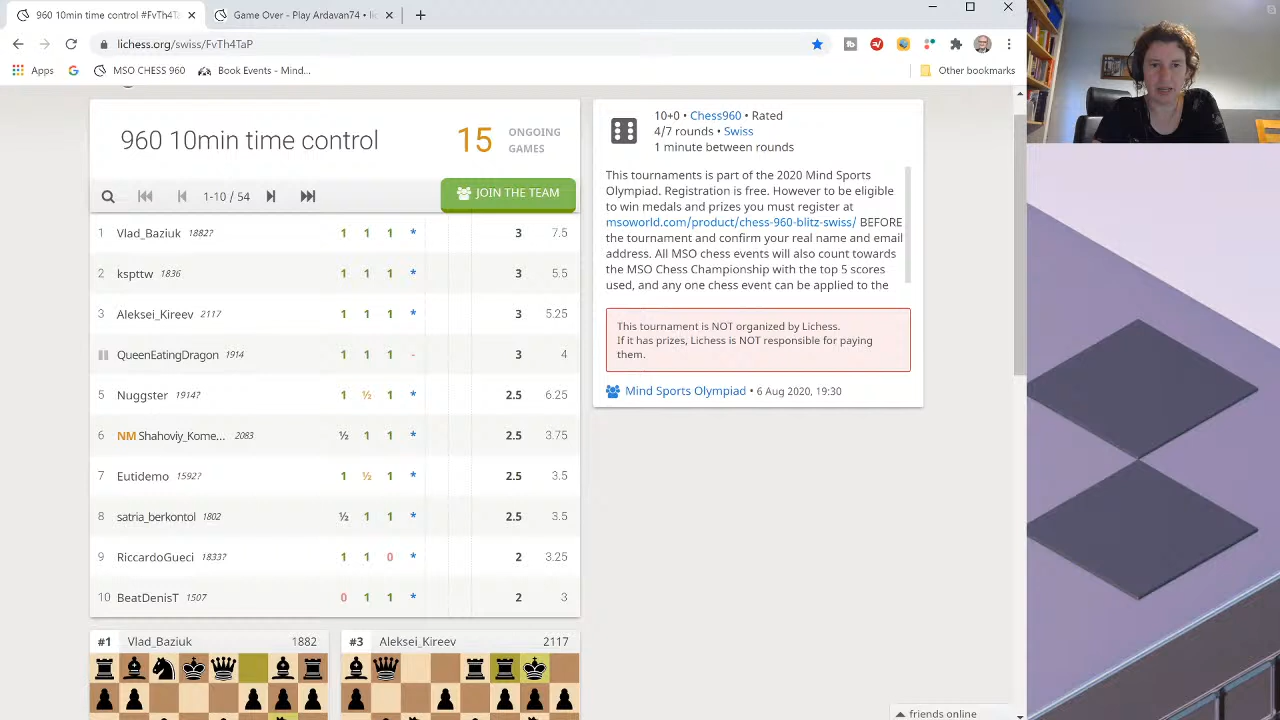 960 10min time control #FvTh4Ta
Game Over - Play Ardavan74 • lic
lichess.org/swiss/FvTh4TaP
Apps
MSO CHESS 960
Book Events - Mind...
Other bookmarks
960 10min time control
15 ONGOING GAMES
1-10 / 54
JOIN THE TEAM
1 Vlad_Baziuk 1882? 1 1 1 * 3 7.5
2 kspttw 1836 1 1 1 * 3 5.5
3 Aleksei_Kireev 2117 1 1 1 * 3 5.25
QueenEatingDragon 1914 1 1 1 - 3 4
5 Nuggster 1914? 1 ½ 1 * 2.5 6.25
6 NM Shahoviy_Kome... 2083 ½ 1 1 * 2.5 3.75
7 Eutidemo 1592? 1 ½ 1 * 2.5 3.5
8 satria_berkontol 1802 ½ 1 1 * 2.5 3.5
9 RiccardoGueci 1833? 1 1 0 * 2 3.25
10 BeatDenisT 1507 0 1 1 * 2 3
#1 Vlad_Baziuk 1882
#3 Aleksei_Kireev 2117
10+0 • Chess960 • Rated
4/7 rounds • Swiss
1 minute between rounds
This tournaments is part of the 2020 Mind Sports
Olympiad. Registration is free. However to be eligible
to win medals and prizes you must register at
msoworld.com/product/chess-960-blitz-swiss/ BEFORE
the tournament and confirm your real name and email
address. All MSO chess events will also count towards
the MSO Chess Championship with the top 5 scores
used, and any one chess event can be applied to the
This tournament is NOT organized by Lichess.
If it has prizes, Lichess is NOT responsible for paying
them.
Mind Sports Olympiad • 6 Aug 2020, 19:30
friends online